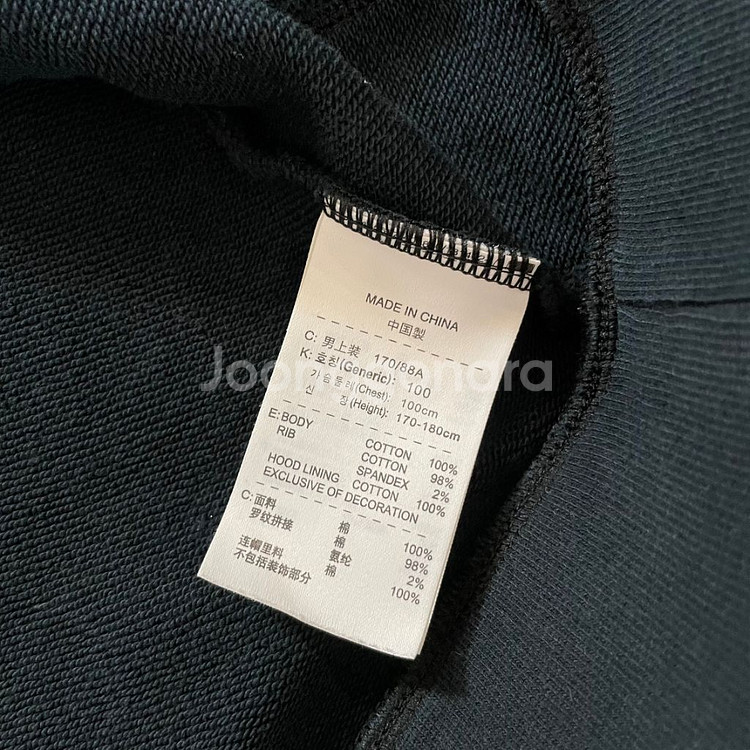 MADE IN CHINA
中国製
C: 男上装 170/88A
K: 호칭(Generic): 100
가슴둘레(Chest): 100cm
신 장(Height): 170-180cm
E: BODY COTTON 100%
RIB COTTON 98%
SPANDEX 2%
HOOD LINING COTTON 100%
EXCLUSIVE OF DECORATION
C: 面料 棉 100%
罗纹拼接 棉 98%
氨纶 2%
连帽里料 棉 100%
不包括装饰部分